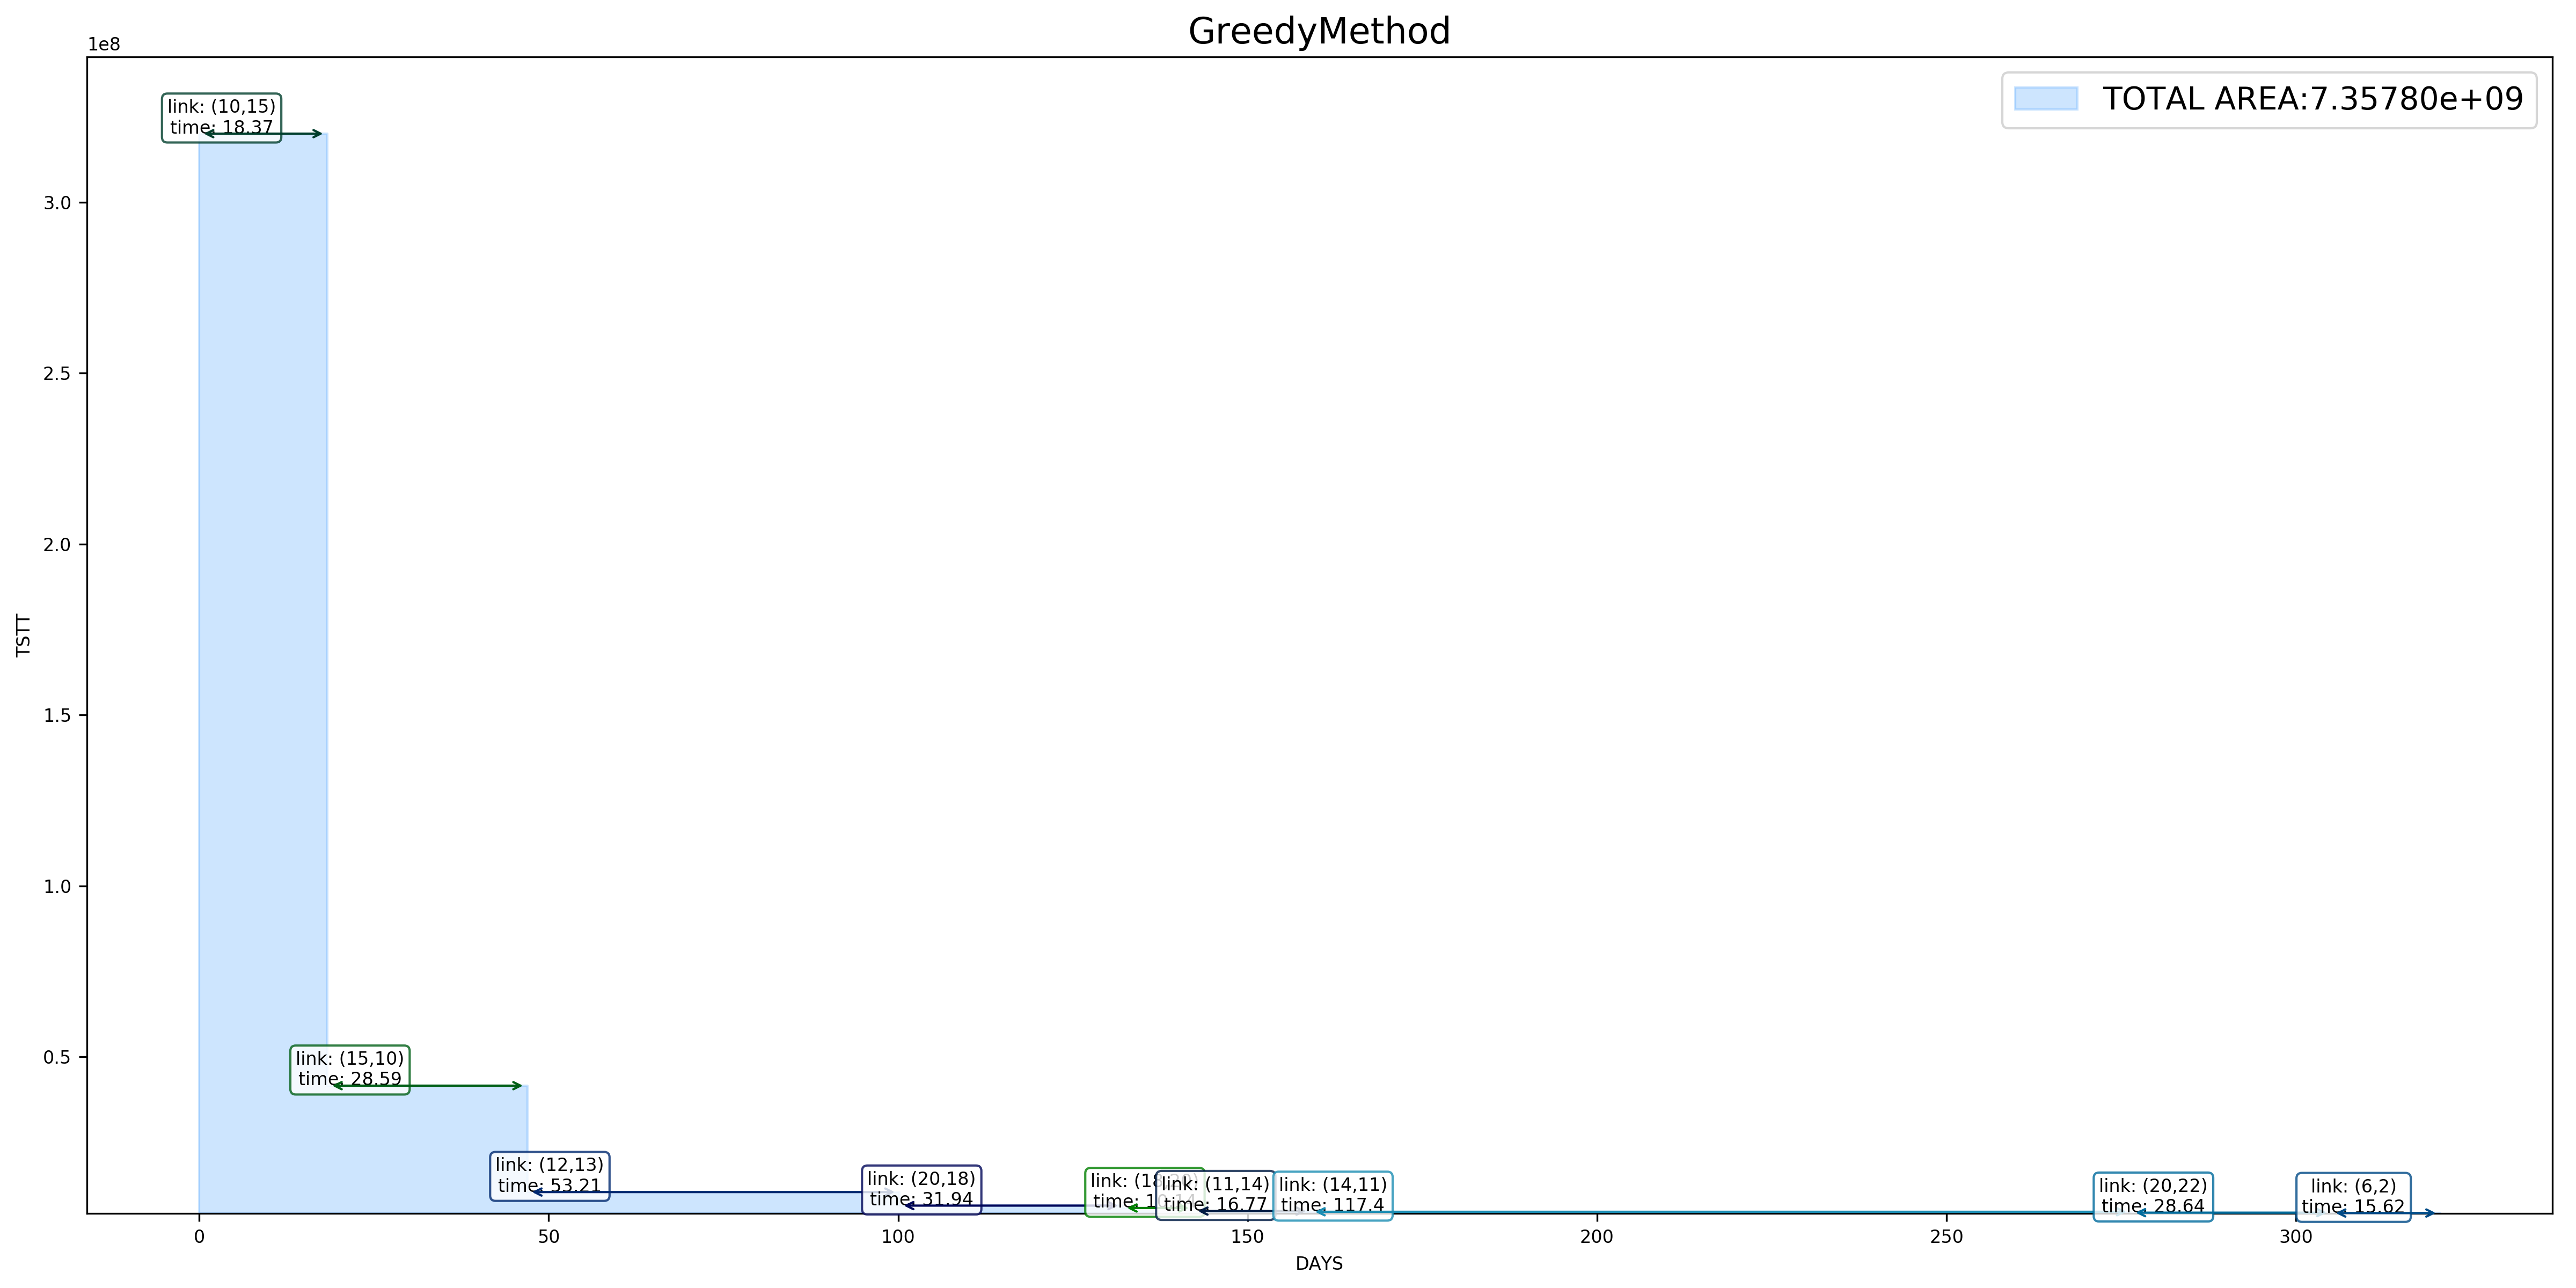 GreedyMethod
1e8
TOTAL AREA:7.35780e+09
link: (10,15)
time: 18.37
3.0
2.5
2.0
TSTT
1.5
1.0
0.5
link: (15,10)
time: 28.59
link: (12,13)
time: 53.21
link: (20,18)
time: 31.94
link:
time:
link: (11,14)
time: 16.77
link: (14,11)
time: 117.4
link: (20,22)
time: 28.64
link: (6,2)
time: 15.62
0
50
100
150
200
250
300
DAYS